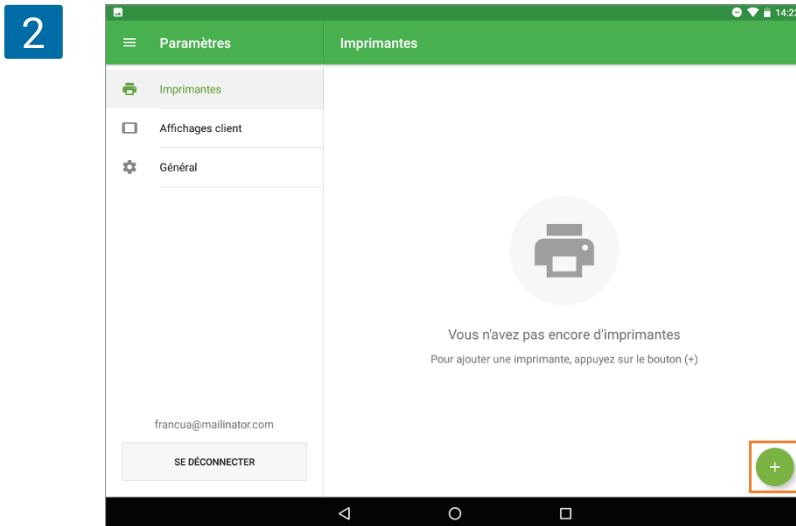 2
14:22
Paramètres
Imprimantes
Imprimantes
Affichages client
Général
Vous n'avez pas encore d'imprimantes
Pour ajouter une imprimante, appuyez sur le bouton (+)
francua@mailinator.com
SE DÉCONNECTER
+